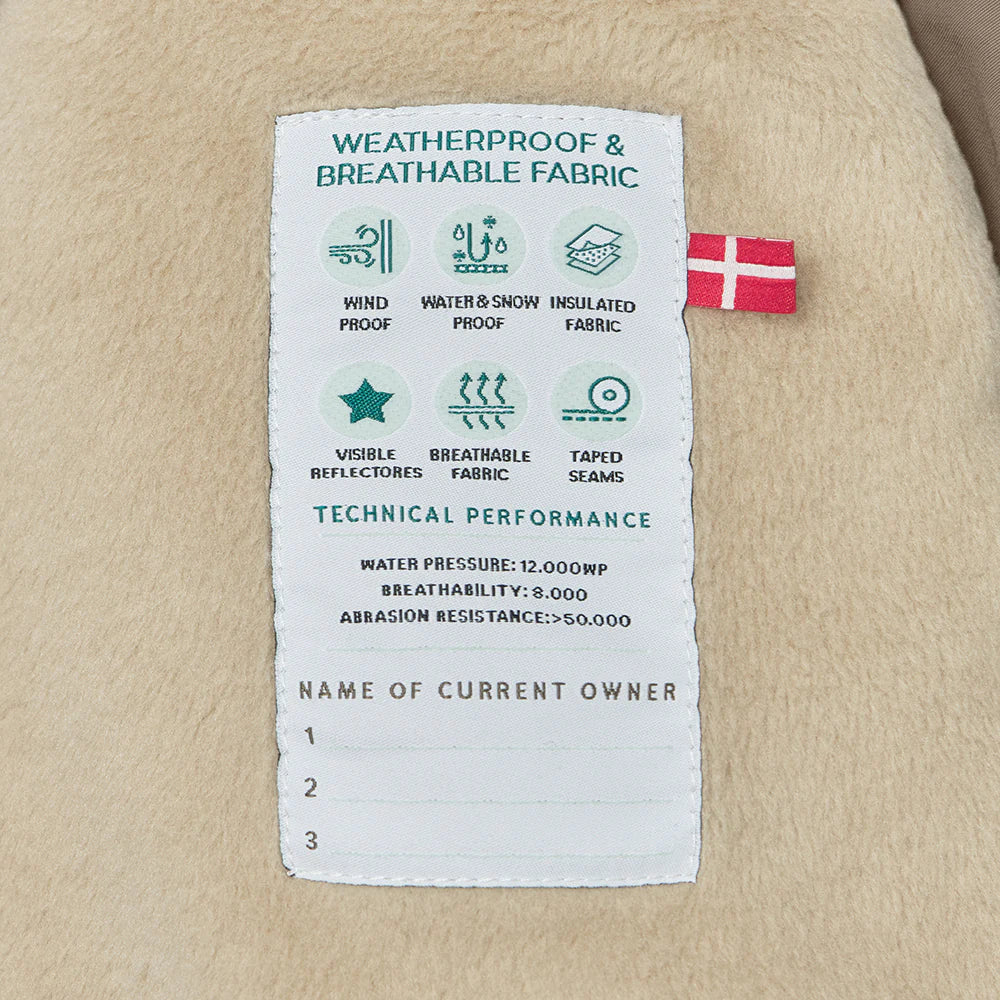 WEATHERPROOF &
BREATHABLE FABRIC
WIND
PROOF
WATER & SNOW
PROOF
INSULATED
FABRIC
VISIBLE
REFLECTORES
BREATHABLE
FABRIC
TAPED
SEAMS
TECHNICAL PERFORMANCE
WATER PRESSURE: 12.000WP
BREATHABILITY: 8.000
ABRASION RESISTANCE:>50.000
NAME OF CURRENT OWNER
1
2
3